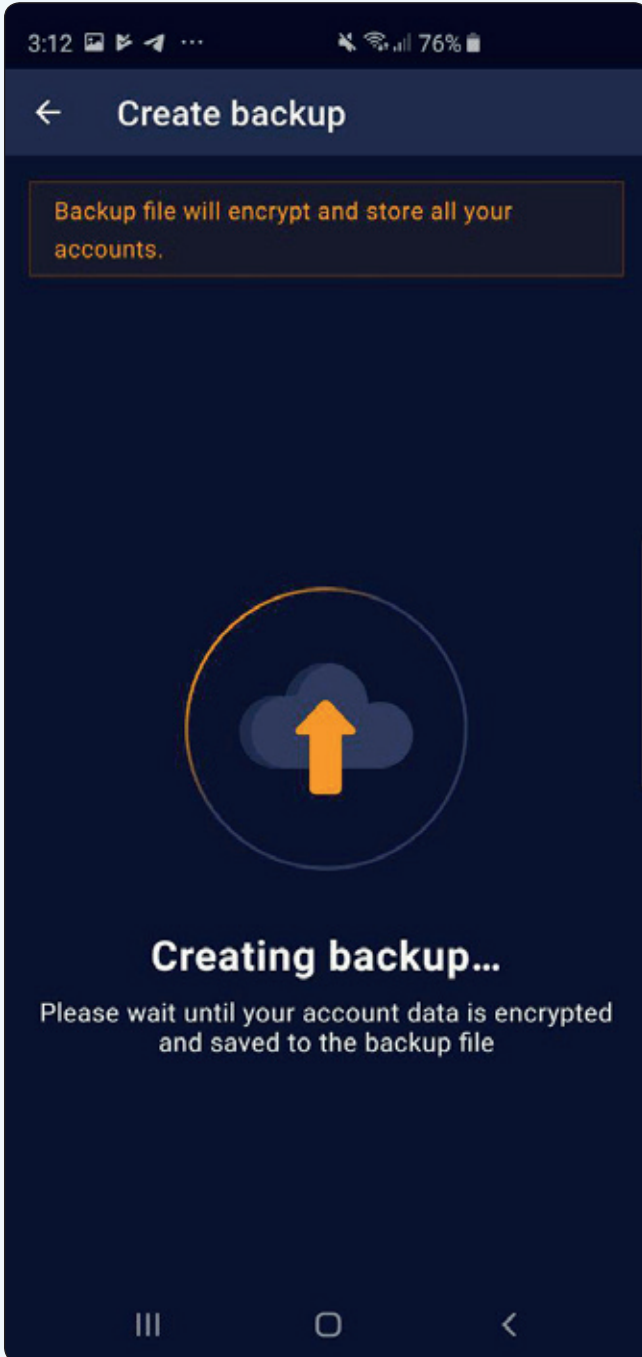 3:12 ... 76%
Create backup
Backup file will encrypt and store all your
accounts.
Creating backup...
Please wait until your account data is encrypted
and saved to the backup file